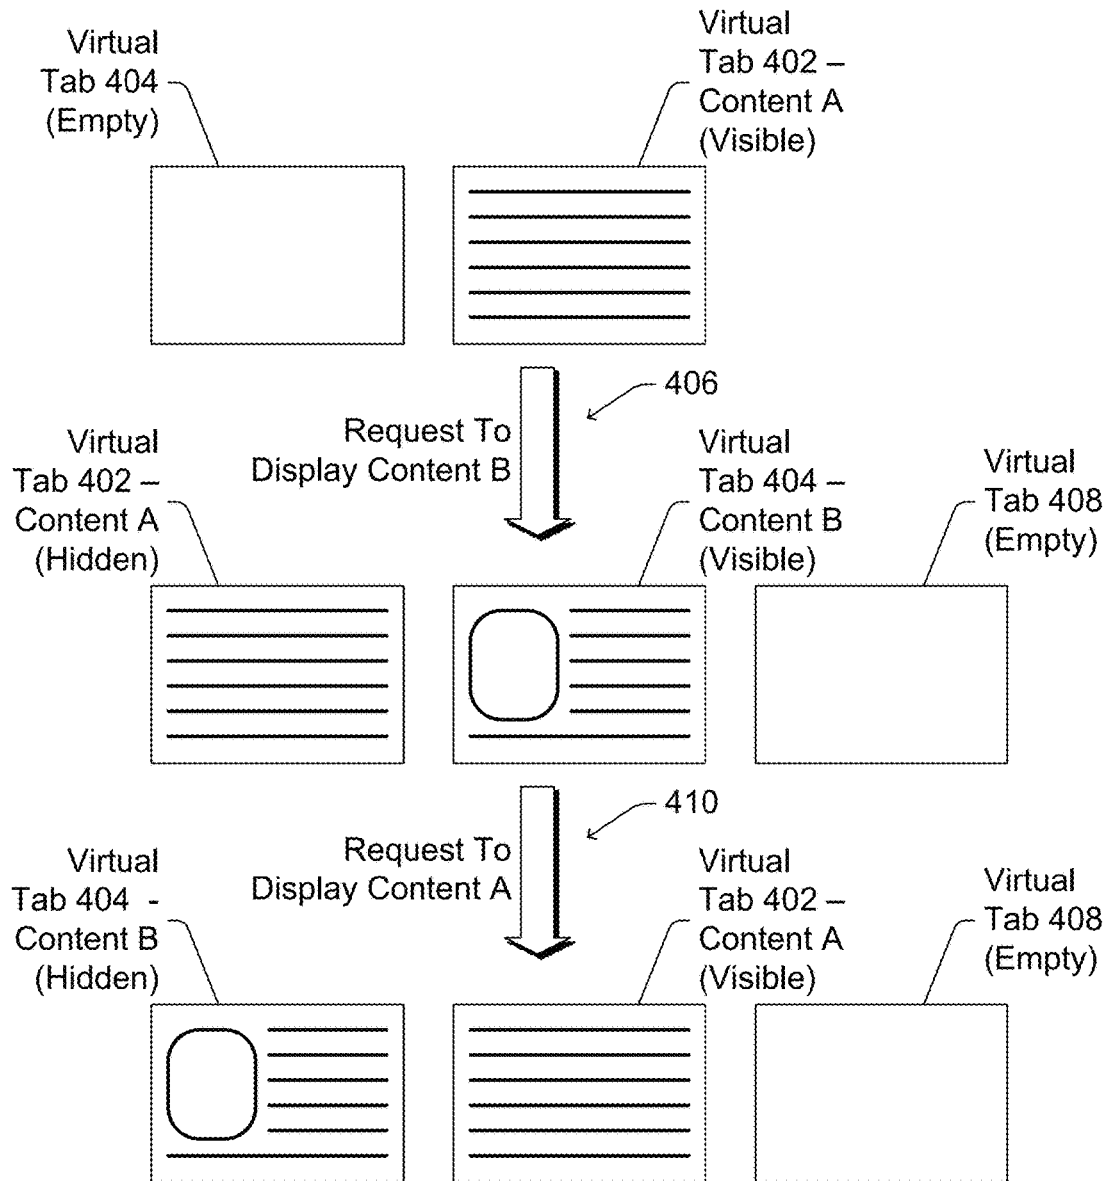 Virtual
Tab 404
(Empty)
Virtual
Tab 402 –
Content A
(Visible)
406
Request To
Display Content B
Virtual
Tab 402 –
Content A
(Hidden)
Virtual
Tab 404 –
Content B
(Visible)
Virtual
Tab 408
(Empty)
410
Request To
Display Content A
Virtual
Tab 404 -
Content B
(Hidden)
Virtual
Tab 402 –
Content A
(Visible)
Virtual
Tab 408
(Empty)